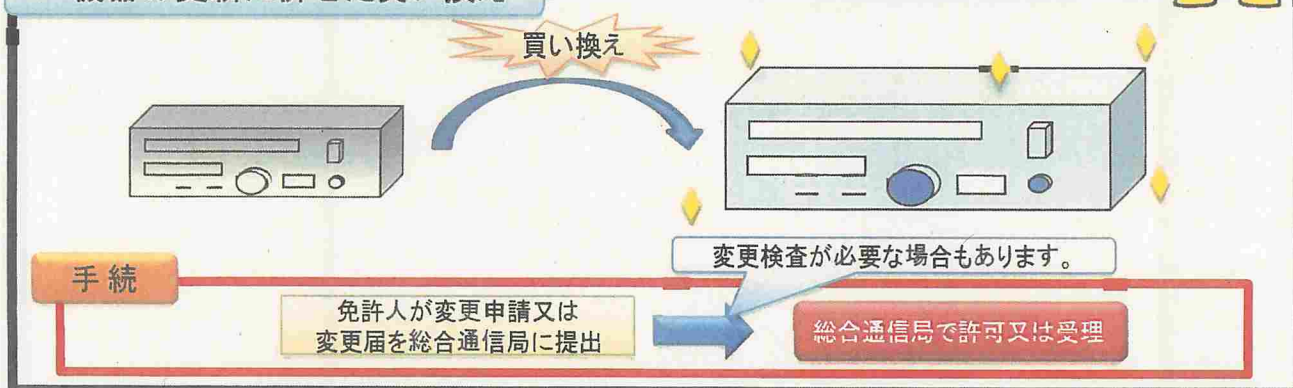 買い換え
変更検査が必要な場合もあります。
手続
免許人が変更申請又は
変更届を総合通信局に提出
総合通信局で許可又は受理